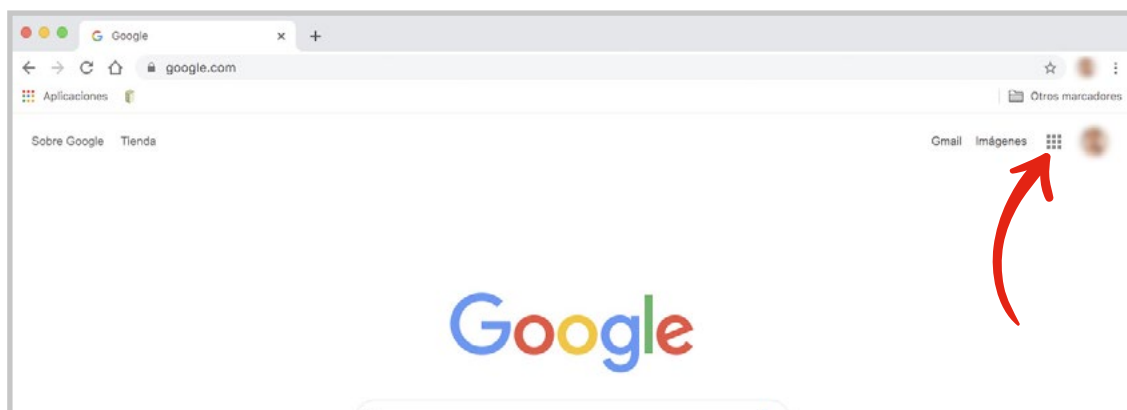 Google
google.com
Aplicaciones
Otros marcadores
Sobre Google Tienda Gmail Imágenes
Google